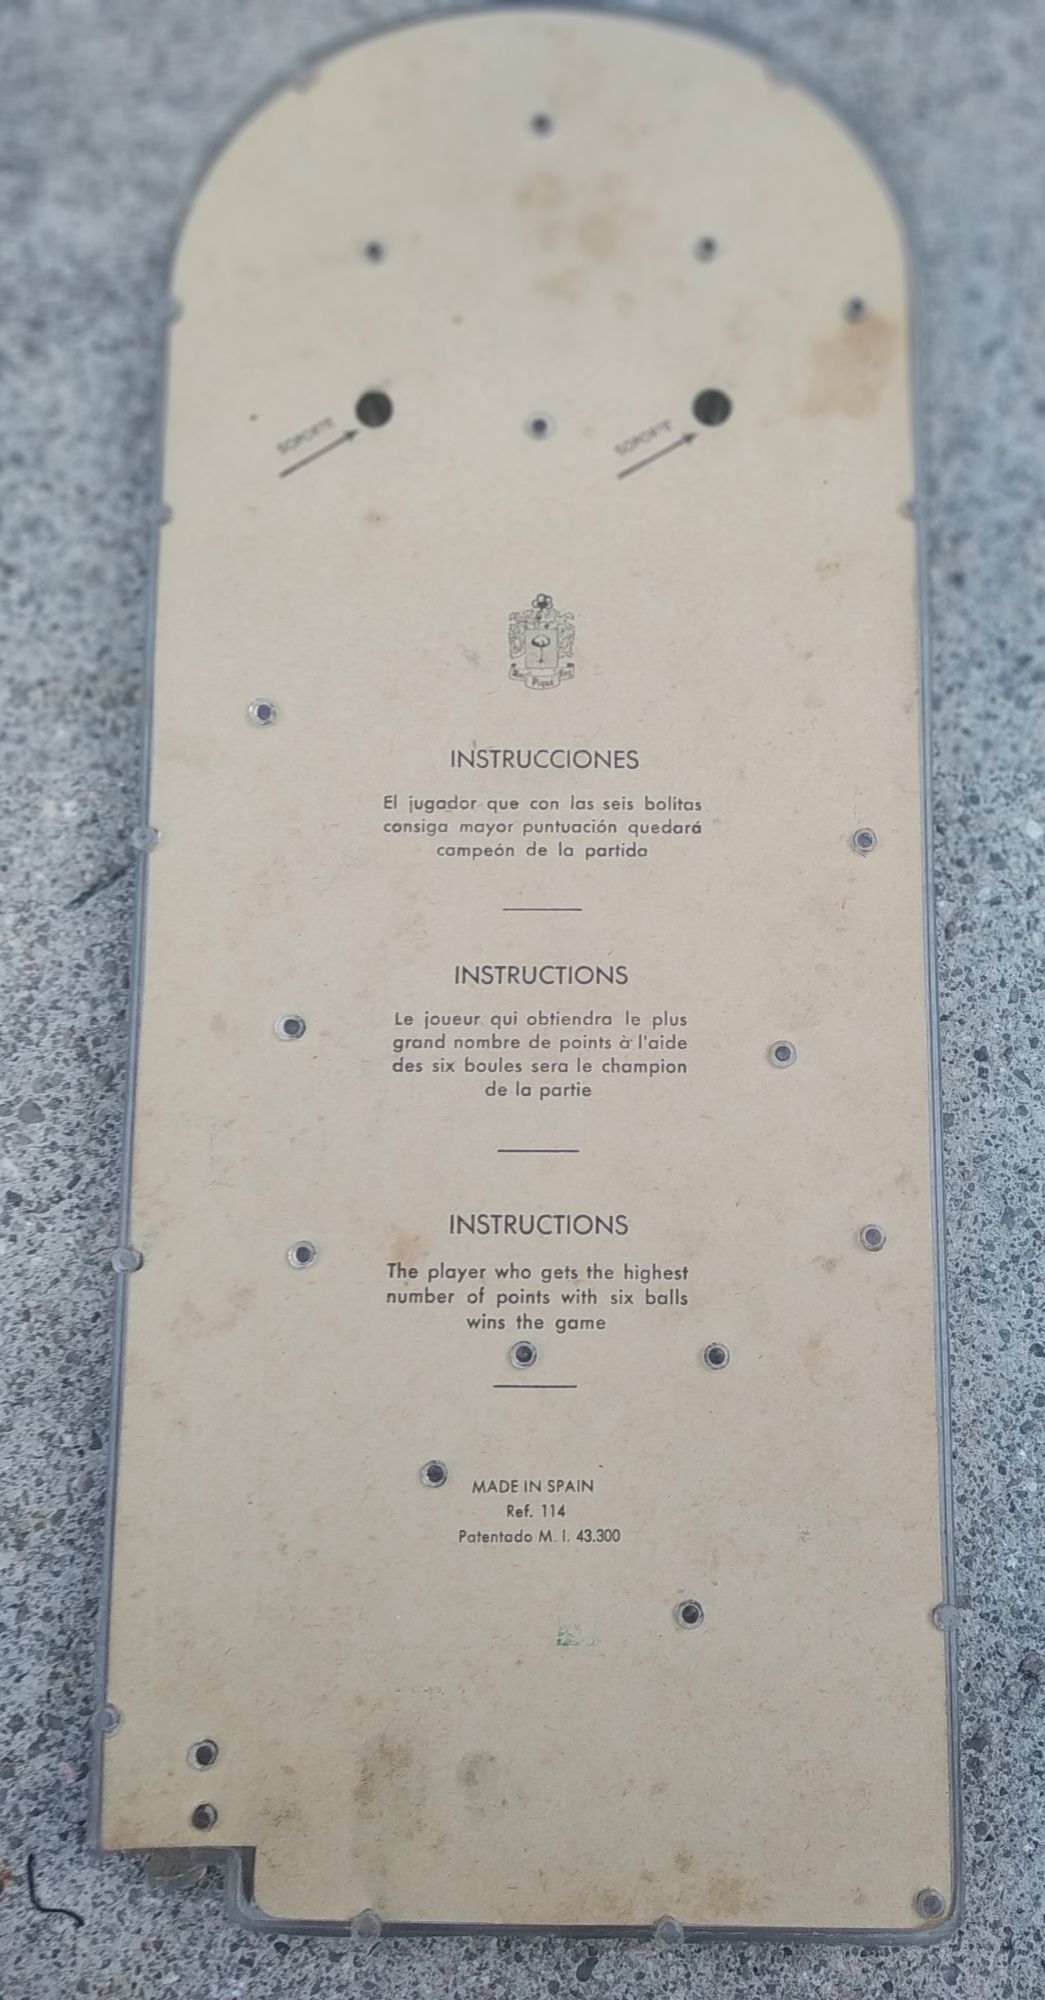 SOPORTE
SOPORTE
Piqué
INSTRUCCIONES
El jugador que con las seis bolitas
consiga mayor puntuación quedará
campeón de la partida
INSTRUCTIONS
Le joueur qui obtiendra le plus
grand nombre de points à l'aide
des six boules sera le champion
de la partie
INSTRUCTIONS
The player who gets the highest
number of points with six balls
wins the game
MADE IN SPAIN
Ref. 114
Patentado M. I. 43.300